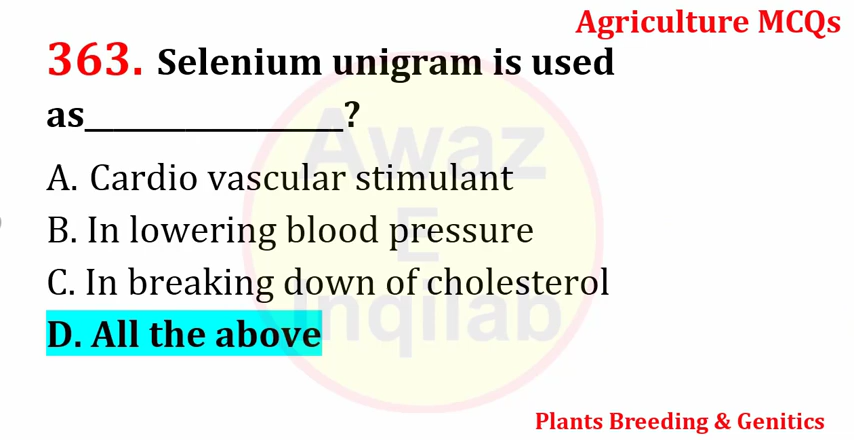 Agriculture MCQs
363. Selenium unigram is used
as__________________?
A. Cardio vascular stimulant
B. In lowering blood pressure
C. In breaking down of cholesterol
D. All the above
Awaz
E
Inqilab
Plants Breeding & Genitics